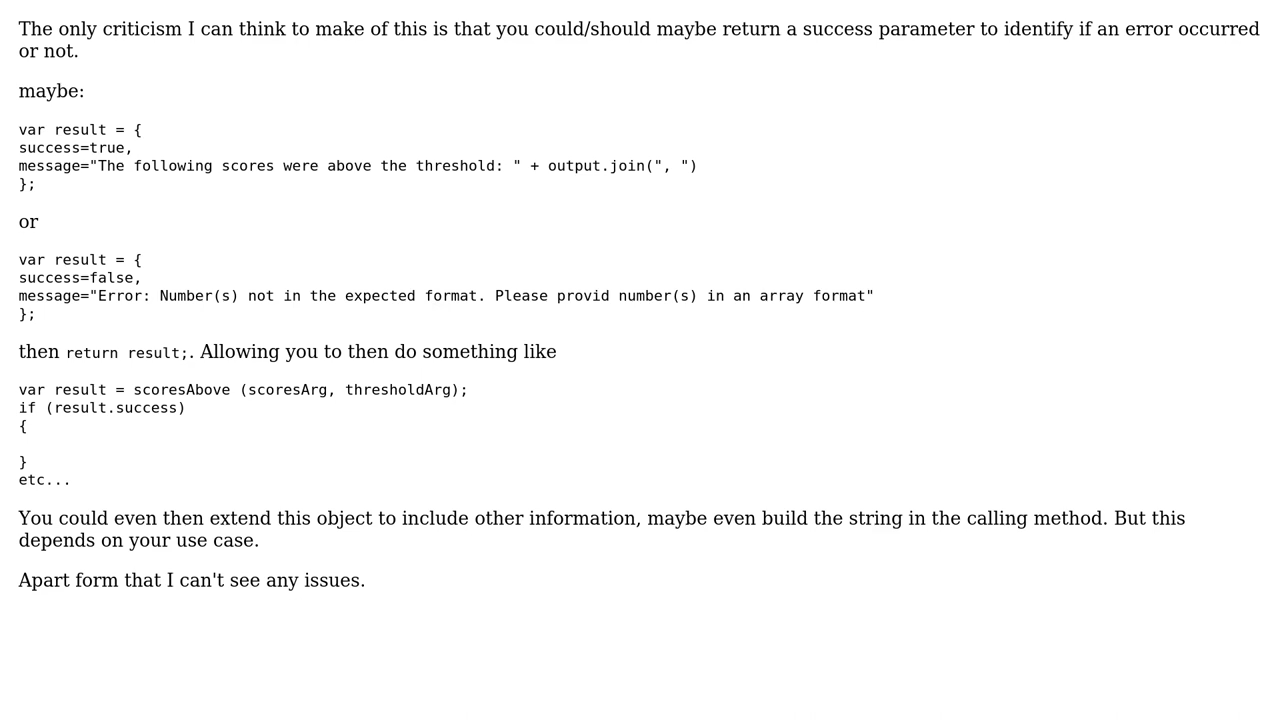 The only criticism I can think to make of this is that you could/should maybe return a success parameter to identify if an error occurred
or not.
maybe:
var result = {
success=true,
message="The following scores were above the threshold: " + output.join(", ")
};
or
var result = {
success=false,
message="Error: Number(s) not in the expected format. Please provid number(s) in an array format"
};
then return result;. Allowing you to then do something like
var result = scoresAbove (scoresArg, thresholdArg);
if (result.success)
{
}
etc...
You could even then extend this object to include other information, maybe even build the string in the calling method. But this
depends on your use case.
Apart form that I can't see any issues.